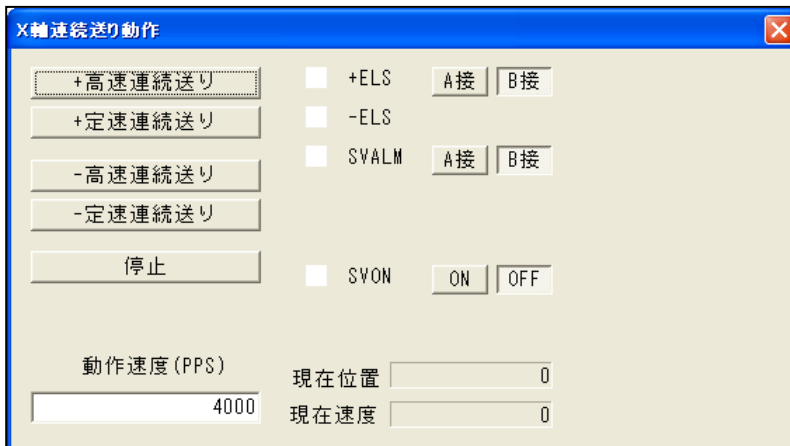 X軸連続送り動作
+高速連続送り +ELS A接 B接
+定速連続送り -ELS
-高速連続送り SVALM A接 B接
-定速連続送り
停止 SVON ON OFF
動作速度(PPS)
現在位置 0
4000
現在速度 0